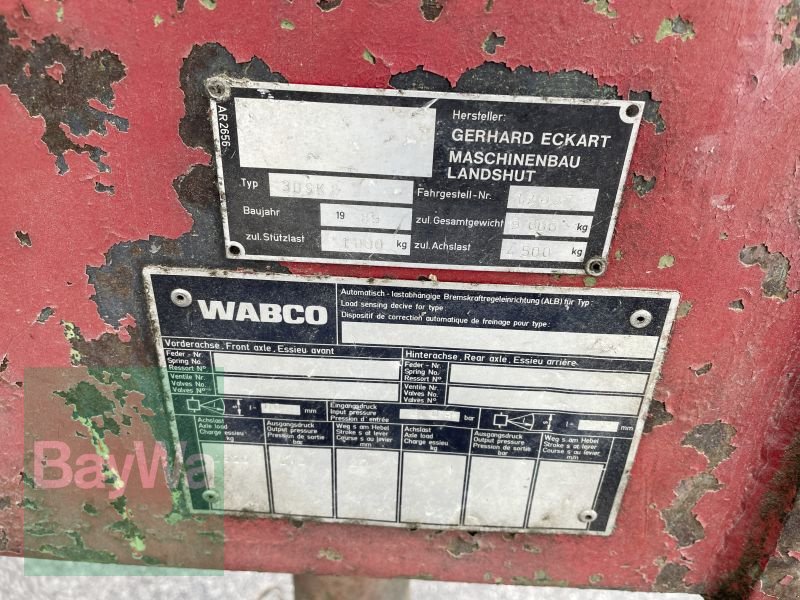 AR 2656
Hersteller:
GERHARD ECKART
MASCHINENBAU
LANDSHUT
Typ
Fahrgestell-Nr.
Baujahr 19 89
zul. Gesamtgewicht kg
zul. Stützlast 1000 kg
zul. Achslast 4500 kg
WABCO
Automatisch - lastabhängige Bremskraftregeleinrichtung (ALB) für Typ:
Load sensing decive for type:
Dispositif de correction automatique de freinage pour type:
Vorderachse, Front axle, Essieu avant
Hinterachse, Rear axle, Essieu arrière
Feder - Nr.
Spring No.
Ressort N°
Feder - Nr.
Spring No.
Ressort N°
Ventile Nr.
Valves No.
Valves N°
Ventile Nr.
Valves No.
Valves N°
l = mm
Eingangsdruck
Input pressure
Pression d'entrée
bar
l = mm
Achslast
Axle load
Charge essieu
kg
Ausgangsdruck
Output pressure
Pression de sortie
bar
Weg s am Hebel
Stroke s at lever
Course s au levier
mm
Achslast
Axle load
Charge essieu
kg
Ausgangsdruck
Output pressure
Pression de sortie
bar
Weg s am Hebel
Stroke s at lever
Course s au levier
mm
BayWa